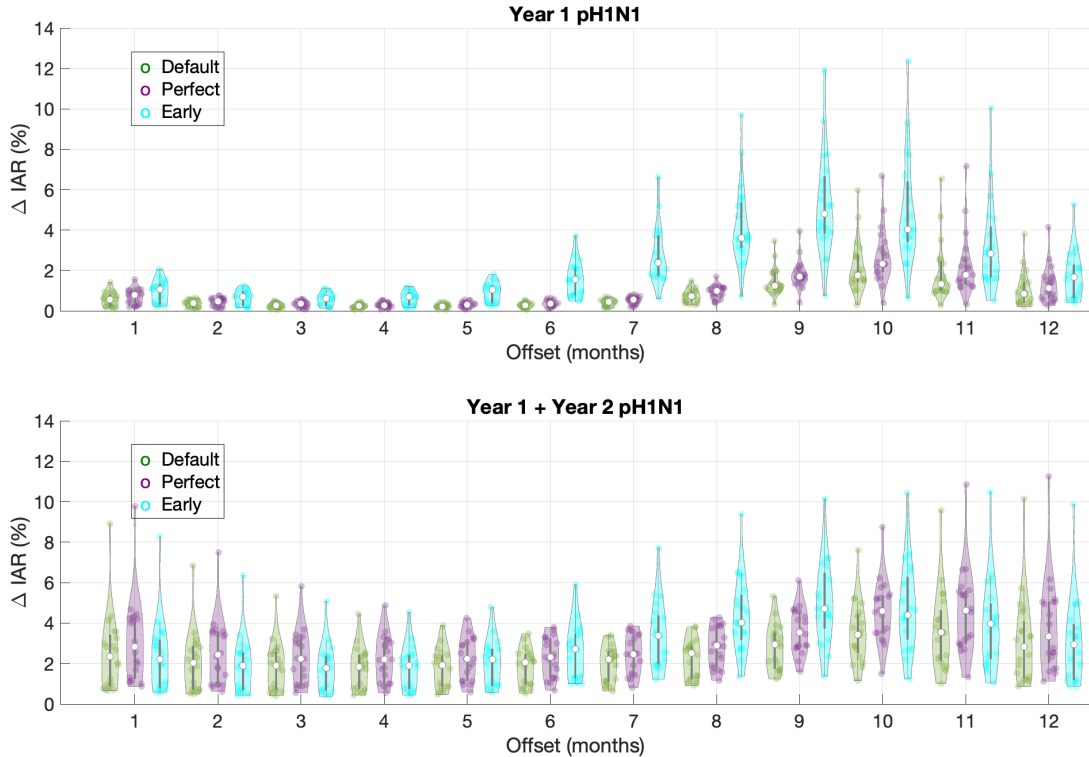 Year 1 pH1N1
14
12
10
8
6
4
2
0
Δ IAR (%)
Default
Perfect
Early
1 2 3 4 5 6 7 8 9 10 11 12
Offset (months)
Year 1 + Year 2 pH1N1
14
12
10
8
6
4
2
0
Δ IAR (%)
Default
Perfect
Early
1 2 3 4 5 6 7 8 9 10 11 12
Offset (months)